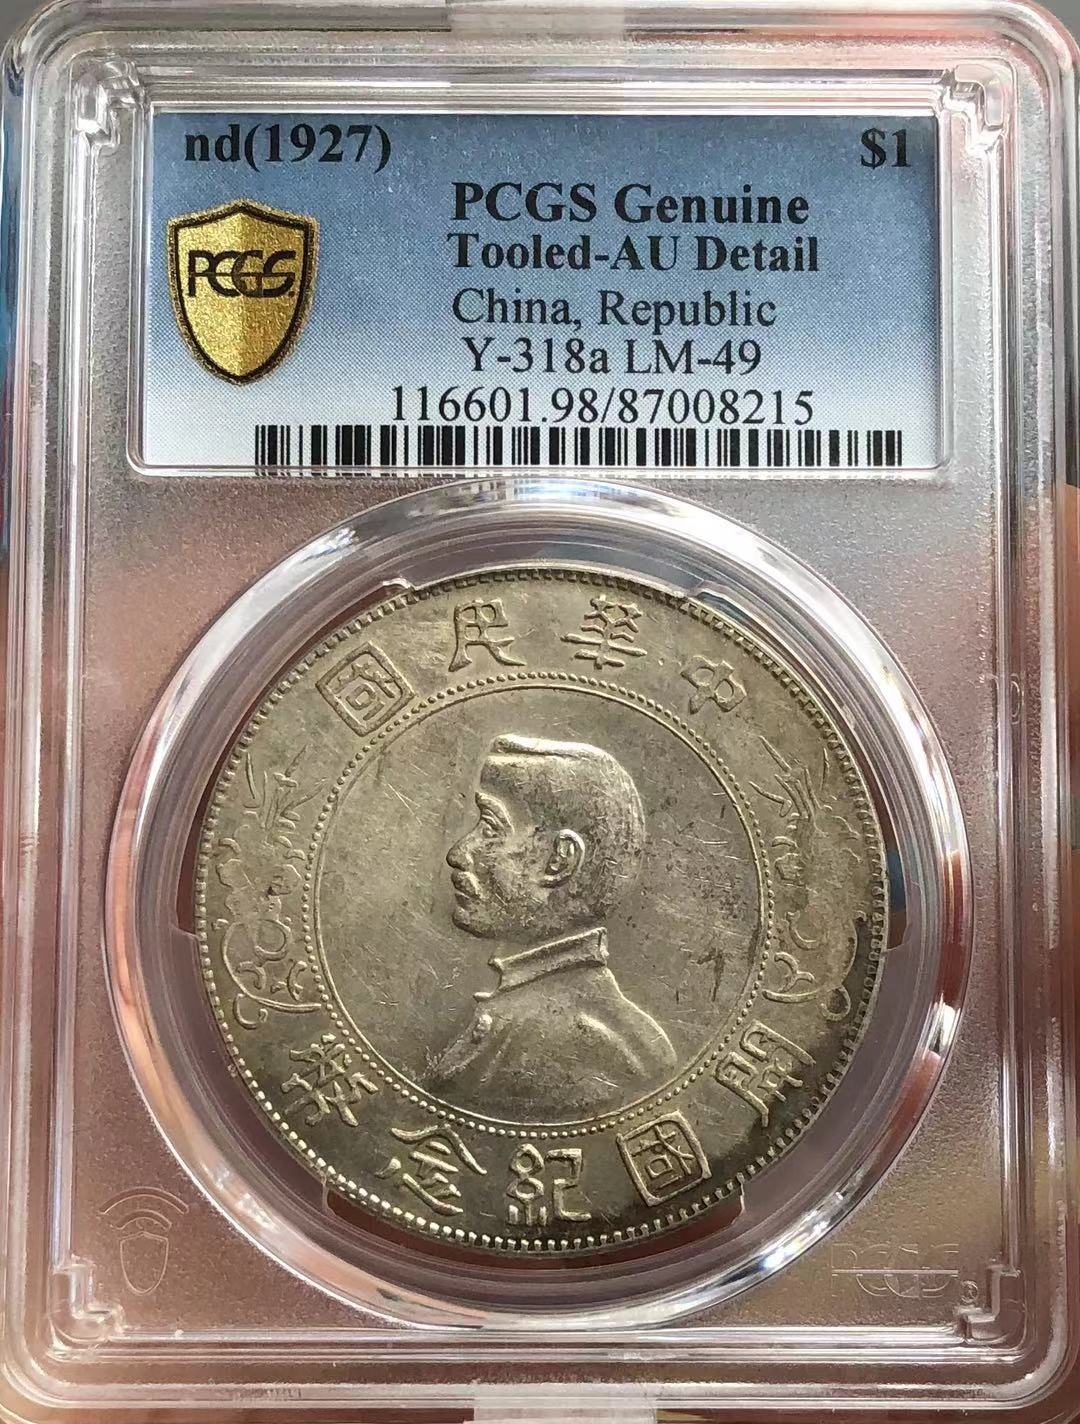 nd(1927) $1
PCGS Genuine
PCGS
Tooled-AU Detail
China, Republic
Y-318a LM-49
116601.98/87008215
中華民國
開國紀念幣
PCGS